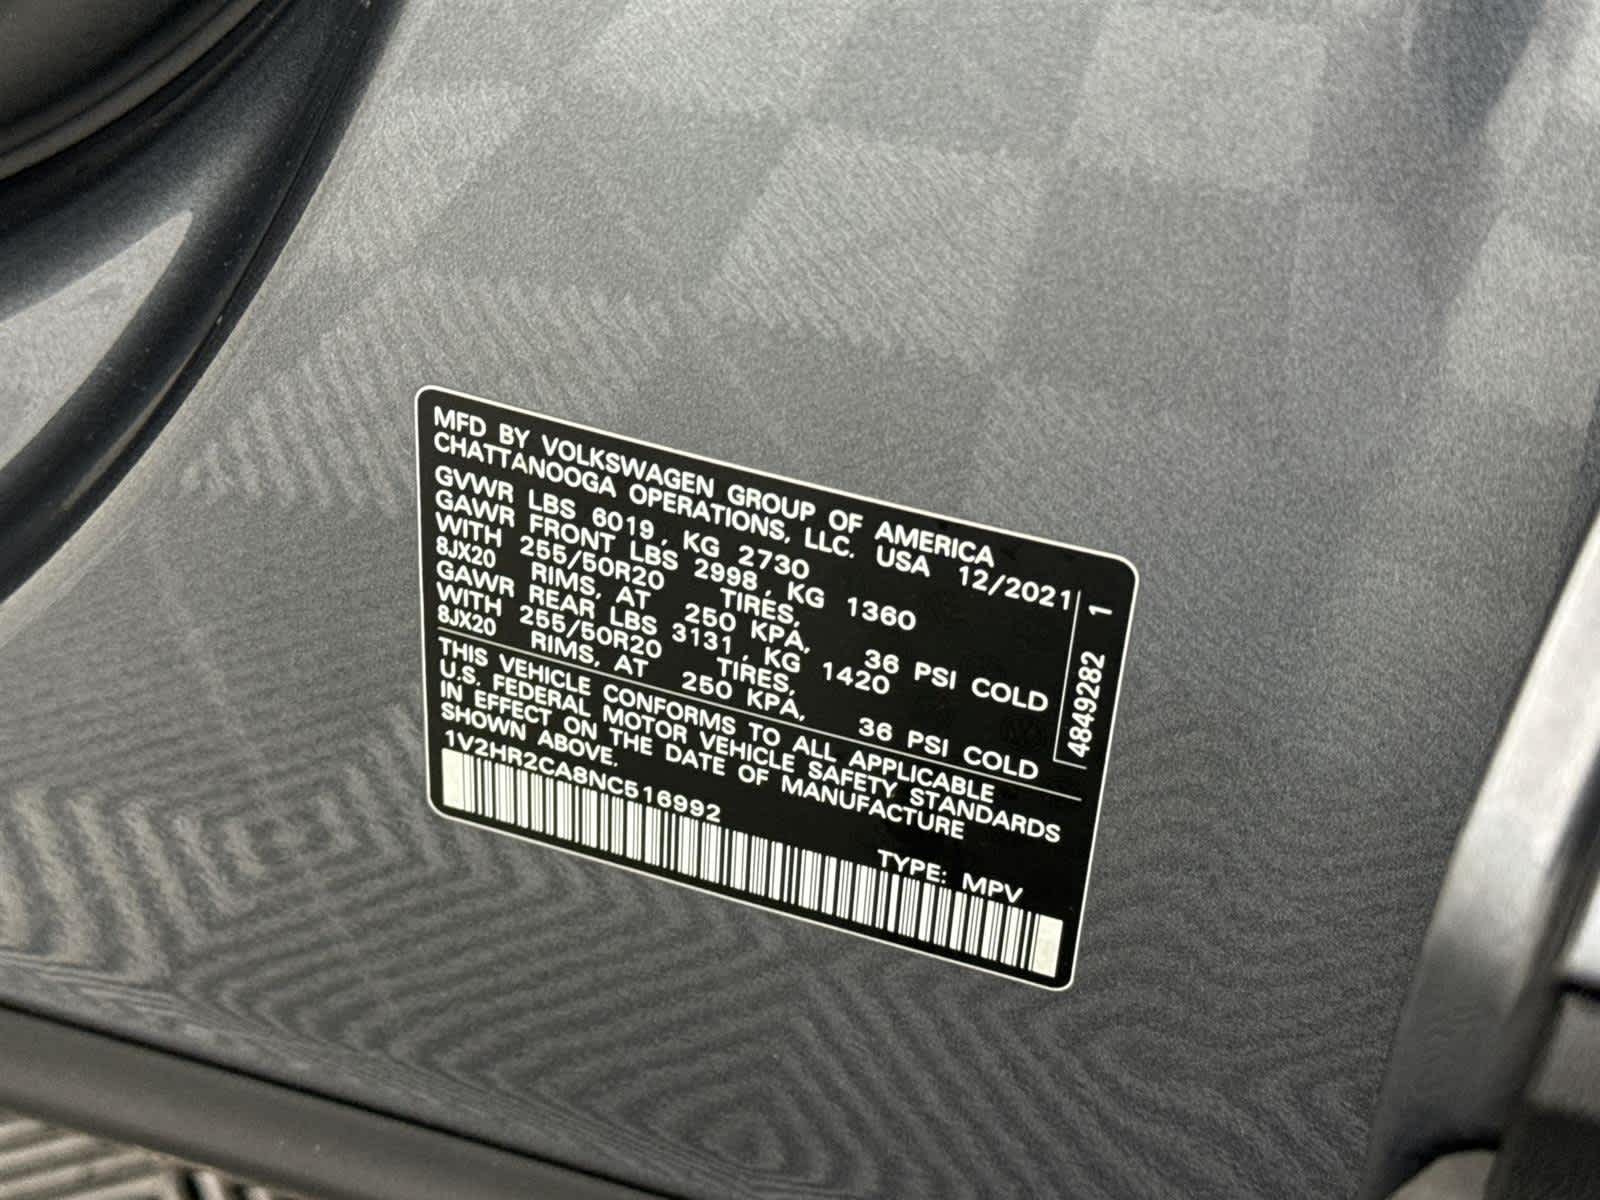 MFD BY VOLKSWAGEN GROUP OF AMERICA
CHATTANOOGA OPERATIONS, LLC. USA 12/2021
GVWR LBS 6019, KG 2730
GAWR FRONT LBS 2998, KG 1360
WITH 255/50R20 TIRES,
8JX20 RIMS, AT 250 KPA, 36 PSI COLD
GAWR REAR LBS 3131, KG 1420
WITH 255/50R20 TIRES,
8JX20 RIMS, AT 250 KPA, 36 PSI COLD
4849282 1
THIS VEHICLE CONFORMS TO ALL APPLICABLE
U.S. FEDERAL MOTOR VEHICLE SAFETY STANDARDS
IN EFFECT ON THE DATE OF MANUFACTURE
SHOWN ABOVE.
1V2HR2CA8NC516992
TYPE: MPV